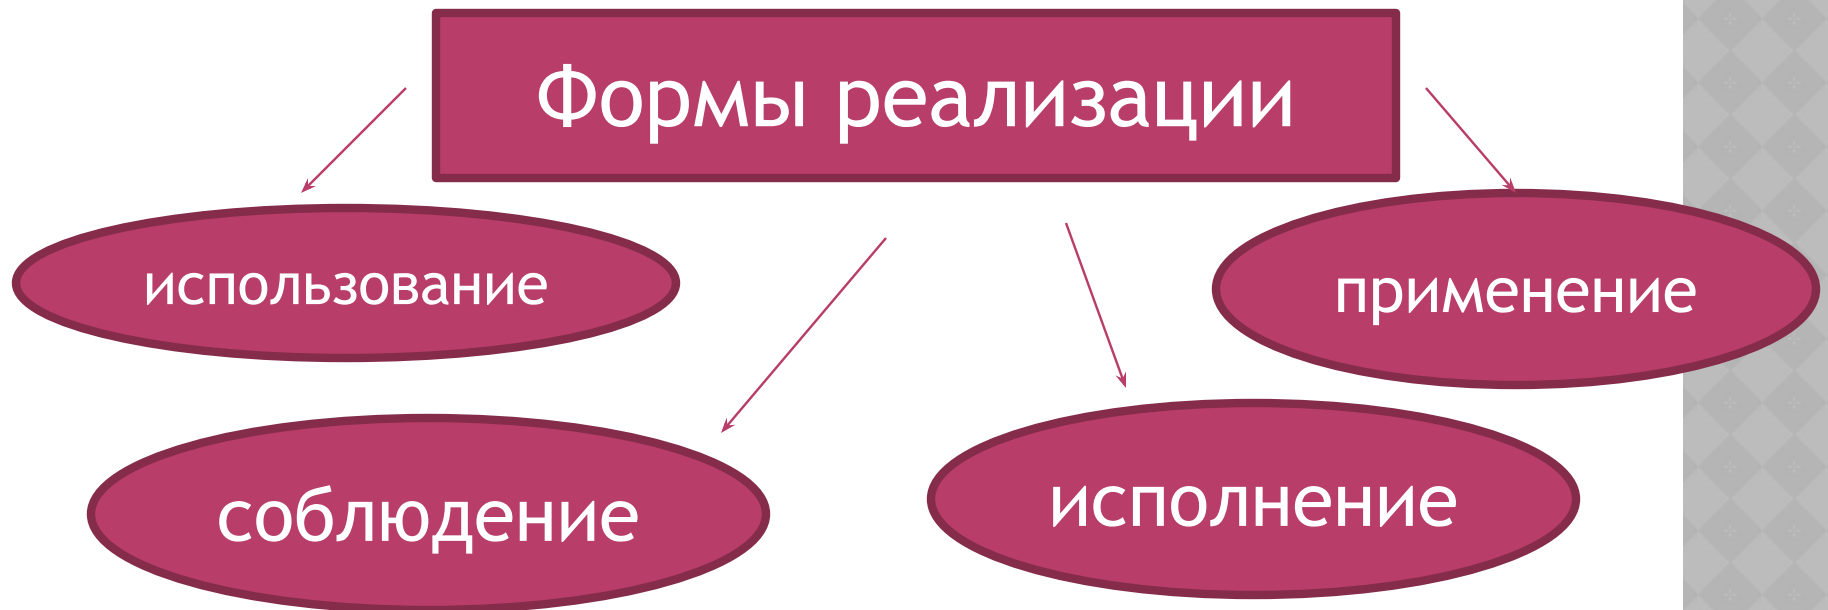 Формы реализации
использование
применение
соблюдение
исполнение